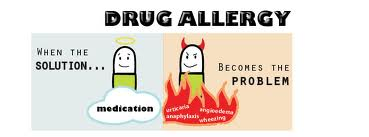 DRUG ALLERGY
WHEN THE
SOLUTION...
medication
BECOMES THE
PROBLEM
urticaria
angioedema
anaphylaxis
wheezing